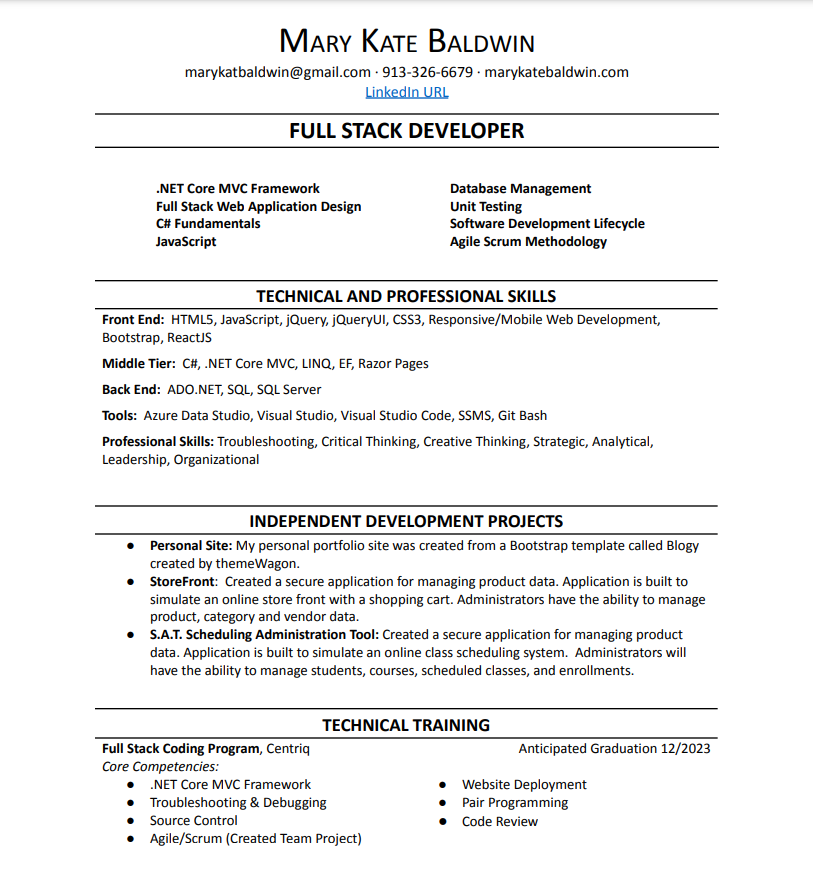 MARY KATE BALDWIN
marykatbaldwin@gmail.com · 913-326-6679 · marykatebaldwin.com
LinkedIn URL
FULL STACK DEVELOPER
.NET Core MVC Framework
Full Stack Web Application Design
C# Fundamentals
JavaScript
Database Management
Unit Testing
Software Development Lifecycle
Agile Scrum Methodology
TECHNICAL AND PROFESSIONAL SKILLS
Front End: HTML5, JavaScript, jQuery, jQueryUI, CSS3, Responsive/Mobile Web Development,
Bootstrap, ReactJS
Middle Tier: C#, .NET Core MVC, LINQ, EF, Razor Pages
Back End: ADO.NET, SQL, SQL Server
Tools: Azure Data Studio, Visual Studio, Visual Studio Code, SSMS, Git Bash
Professional Skills: Troubleshooting, Critical Thinking, Creative Thinking, Strategic, Analytical,
Leadership, Organizational
INDEPENDENT DEVELOPMENT PROJECTS
● Personal Site: My personal portfolio site was created from a Bootstrap template called Blogy
created by themeWagon.
● StoreFront: Created a secure application for managing product data. Application is built to
simulate an online store front with a shopping cart. Administrators have the ability to manage
product, category and vendor data.
● S.A.T. Scheduling Administration Tool: Created a secure application for managing product
data. Application is built to simulate an online class scheduling system. Administrators will
have the ability to manage students, courses, scheduled classes, and enrollments.
TECHNICAL TRAINING
Full Stack Coding Program, Centriq Anticipated Graduation 12/2023
Core Competencies:
● .NET Core MVC Framework
● Troubleshooting & Debugging
● Source Control
● Agile/Scrum (Created Team Project)
● Website Deployment
● Pair Programming
● Code Review